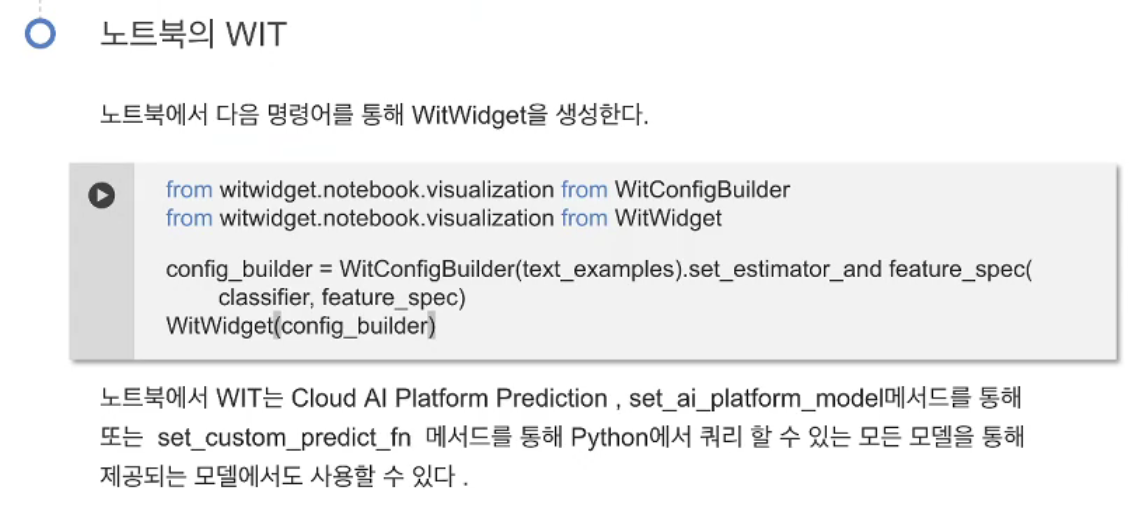 노트북의 WIT
노트북에서 다음 명령어를 통해 WitWidget을 생성한다.
from witwidget.notebook.visualization from WitConfigBuilder
from witwidget.notebook.visualization from WitWidget
config_builder = WitConfigBuilder(text_examples).set_estimator_and feature_spec(
classifier, feature_spec)
WitWidget(config_builder)
노트북에서 WIT는 Cloud AI Platform Prediction , set_ai_platform_model메서드를 통해
또는 set_custom_predict_fn 메서드를 통해 Python에서 쿼리 할 수 있는 모든 모델을 통해
제공되는 모델에서도 사용할 수 있다 .